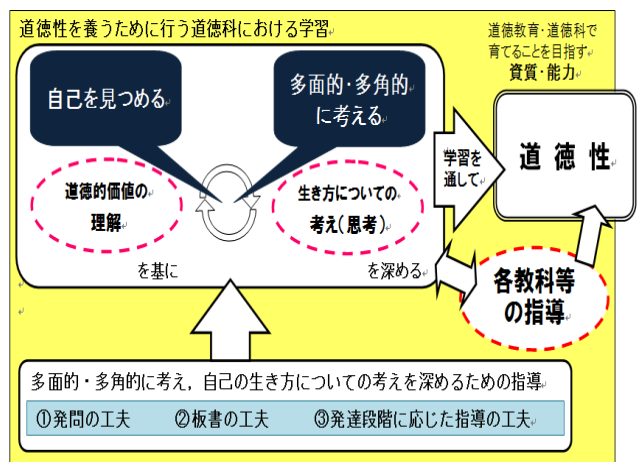 道徳性を養うために行う道徳科における学習
道徳教育・道徳科で
育てることを目指す
資質・能力
自己を見つめる
多面的・多角的
に考える
道徳的価値の
理解
生き方についての
考え(思考)
を基に
を深める
学習を
通して
道徳性
各教科等
の指導
多面的・多角的に考え，自己の生き方についての考えを深めるための指導
①発問の工夫 ②板書の工夫 ③発達段階に応じた指導の工夫